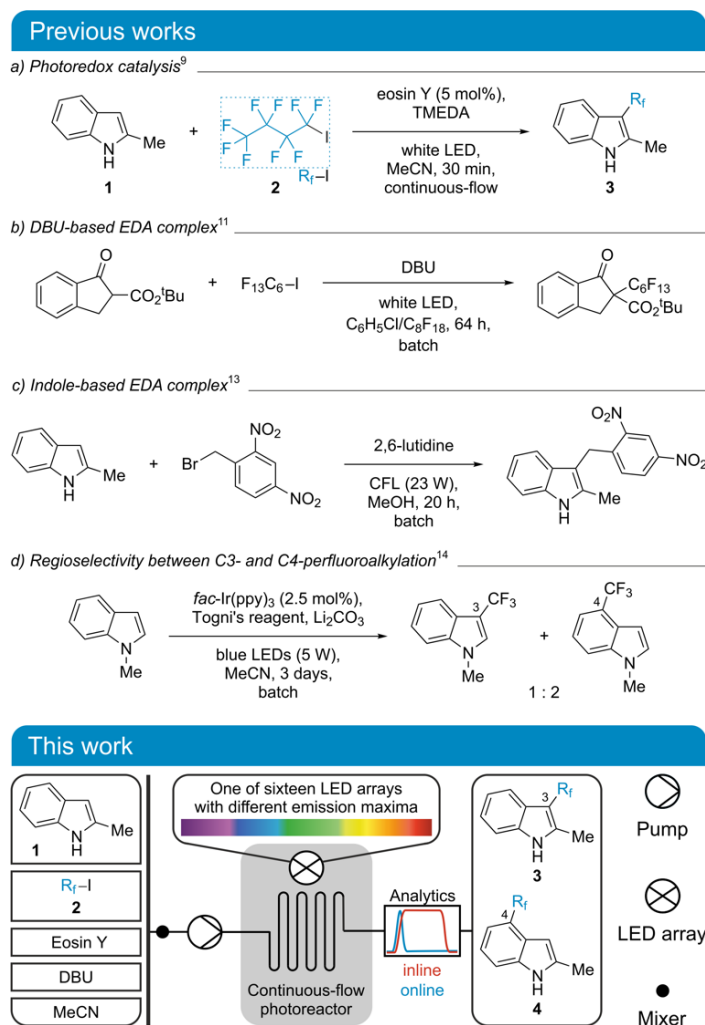 Previous works
a) Photoredox catalysis⁹
N
H
Me
1
+
F
F
F
F
F
F
F
F
F
I
2
Rf–I
eosin Y (5 mol%),
TMEDA
white LED,
MeCN, 30 min,
continuous-flow
Rf
Me
N
H
3
b) DBU-based EDA complex¹¹
O
CO₂ᵗBu
+
F₁₃C₆–I
DBU
white LED,
C₆H₅Cl/C₈F₁₈, 64 h,
batch
O
C₆F₁₃
CO₂ᵗBu
c) Indole-based EDA complex¹³
Me
N
H
+
Br
NO₂
NO₂
2,6-lutidine
CFL (23 W),
MeOH, 20 h,
batch
O₂N
NO₂
Me
N
H
d) Regioselectivity between C3- and C4-perfluoroalkylation¹⁴
N
Me
fac-Ir(ppy)₃ (2.5 mol%),
Togni's reagent, Li₂CO₃
blue LEDs (5 W),
MeCN, 3 days,
batch
3
CF₃
N
Me
+
CF₃
4
N
Me
1 : 2
This work
Me
N
H
1
Rf–I
2
Eosin Y
DBU
MeCN
One of sixteen LED arrays
with different emission maxima
Continuous-flow
photoreactor
Analytics
inline
online
3
Rf
Me
N
H
3
Rf
4
Me
N
H
4
Pump
LED array
Mixer